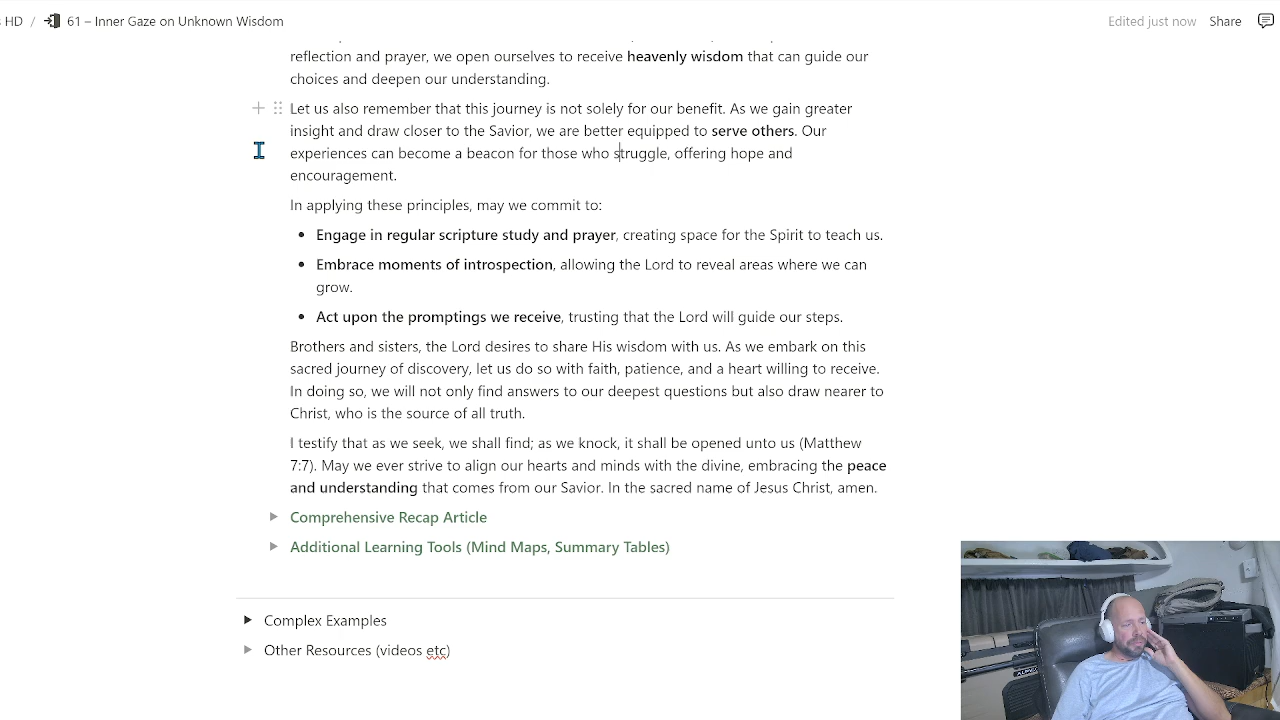 HD / 61 – Inner Gaze on Unknown Wisdom Edited just now Share
reflection and prayer, we open ourselves to receive heavenly wisdom that can guide our
choices and deepen our understanding.
Let us also remember that this journey is not solely for our benefit. As we gain greater
insight and draw closer to the Savior, we are better equipped to serve others. Our
experiences can become a beacon for those who struggle, offering hope and
encouragement.
In applying these principles, may we commit to:
• Engage in regular scripture study and prayer, creating space for the Spirit to teach us.
• Embrace moments of introspection, allowing the Lord to reveal areas where we can
grow.
• Act upon the promptings we receive, trusting that the Lord will guide our steps.
Brothers and sisters, the Lord desires to share His wisdom with us. As we embark on this
sacred journey of discovery, let us do so with faith, patience, and a heart willing to receive.
In doing so, we will not only find answers to our deepest questions but also draw nearer to
Christ, who is the source of all truth.
I testify that as we seek, we shall find; as we knock, it shall be opened unto us (Matthew
7:7). May we ever strive to align our hearts and minds with the divine, embracing the peace
and understanding that comes from our Savior. In the sacred name of Jesus Christ, amen.
Comprehensive Recap Article
Additional Learning Tools (Mind Maps, Summary Tables)
Complex Examples
Other Resources (videos etc)